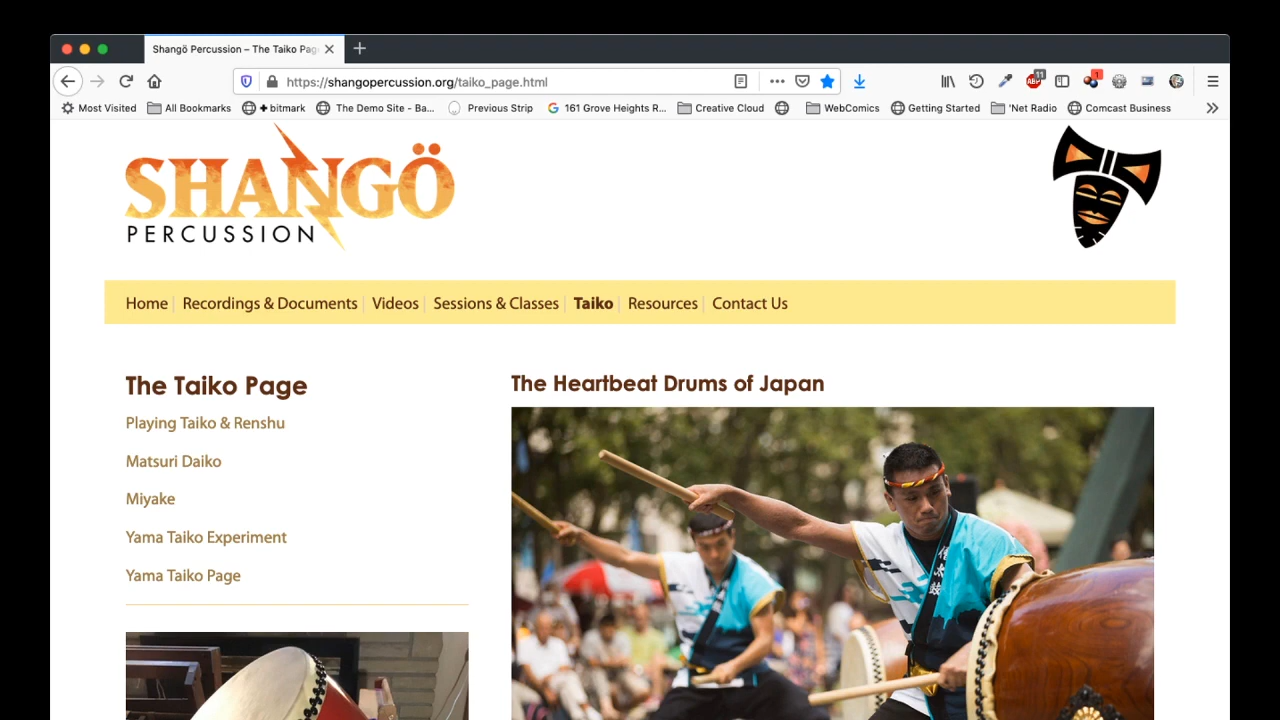 Shangö Percussion – The Taiko Pag
https://shangopercussion.org/taiko_page.html
11
1
Most Visited All Bookmarks bitmark The Demo Site - Ba... Previous Strip 161 Grove Heights R... Creative Cloud WebComics Getting Started 'Net Radio Comcast Business
SHANGÖ
PERCUSSION
Home | Recordings & Documents | Videos | Sessions & Classes | Taiko | Resources | Contact Us
The Taiko Page
Playing Taiko & Renshu
Matsuri Daiko
Miyake
Yama Taiko Experiment
Yama Taiko Page
The Heartbeat Drums of Japan